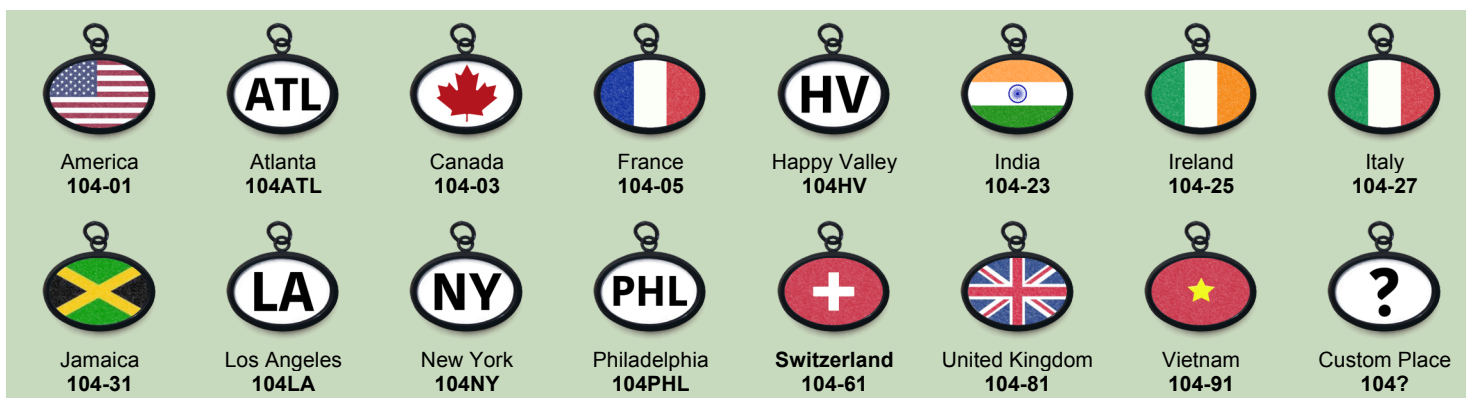 ATL HV
America Atlanta Canada France Happy Valley India Ireland Italy
104-01 104ATL 104-03 104-05 104HV 104-23 104-25 104-27
LA NY PHL ?
Jamaica Los Angeles New York Philadelphia Switzerland United Kingdom Vietnam Custom Place
104-31 104LA 104NY 104PHL 104-61 104-81 104-91 104?